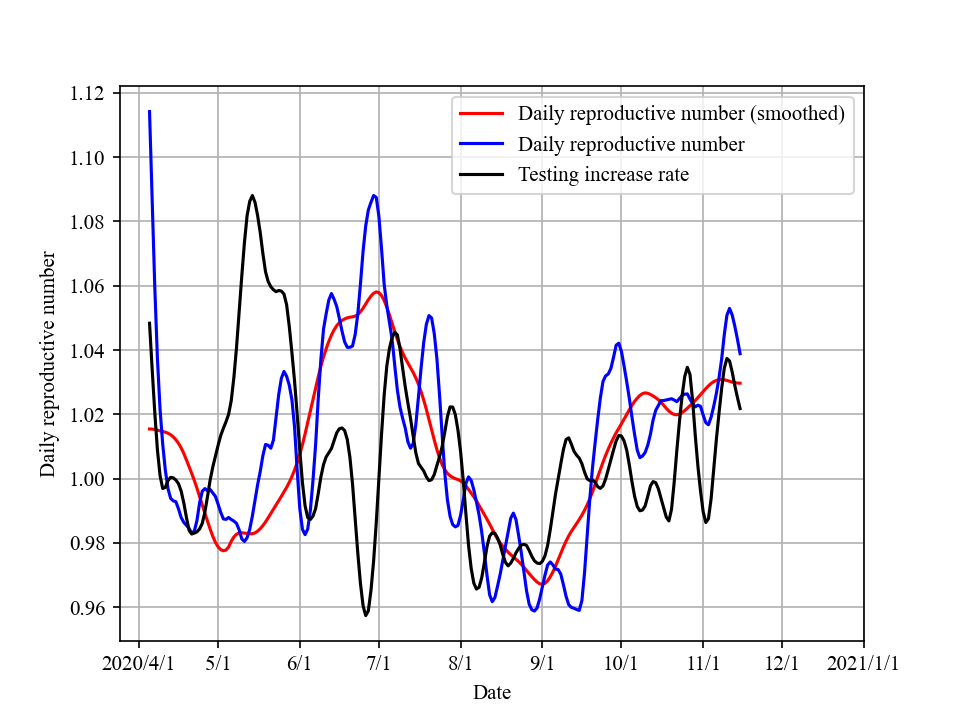 Daily reproductive number (smoothed)
Daily reproductive number
Testing increase rate
1.12
1.10
1.08
1.06
1.04
1.02
1.00
0.98
0.96
Daily reproductive number
2020/4/1 5/1 6/1 7/1 8/1 9/1 10/1 11/1 12/1 2021/1/1
Date